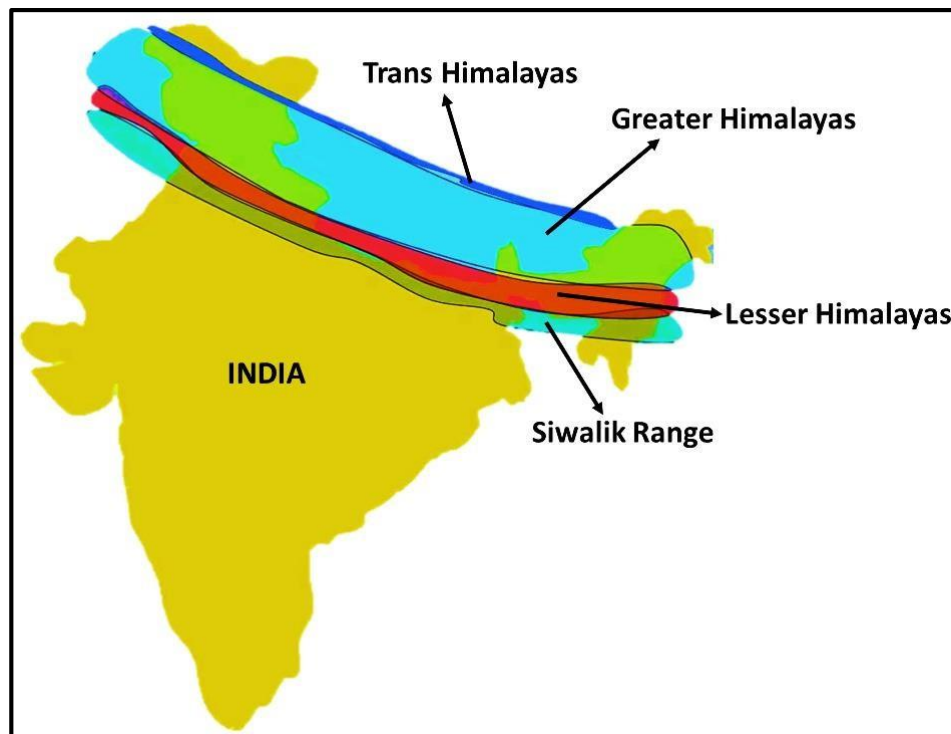 Trans Himalayas
Greater Himalayas
Lesser Himalayas
INDIA
Siwalik Range